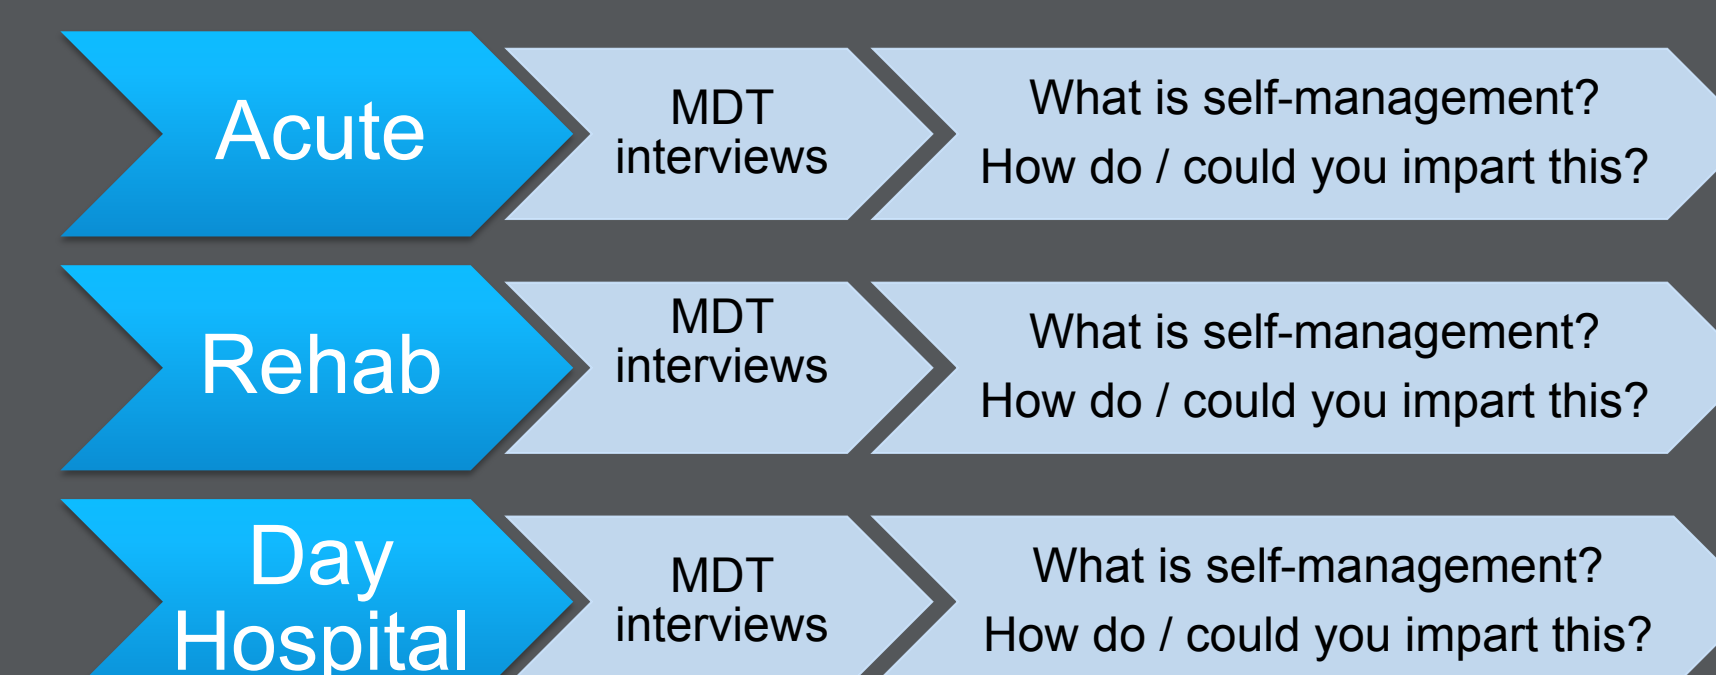 Acute
MDT
interviews
What is self-management?
How do / could you impart this?
Rehab
MDT
interviews
What is self-management?
How do / could you impart this?
Day
Hospital
MDT
interviews
What is self-management?
How do / could you impart this?